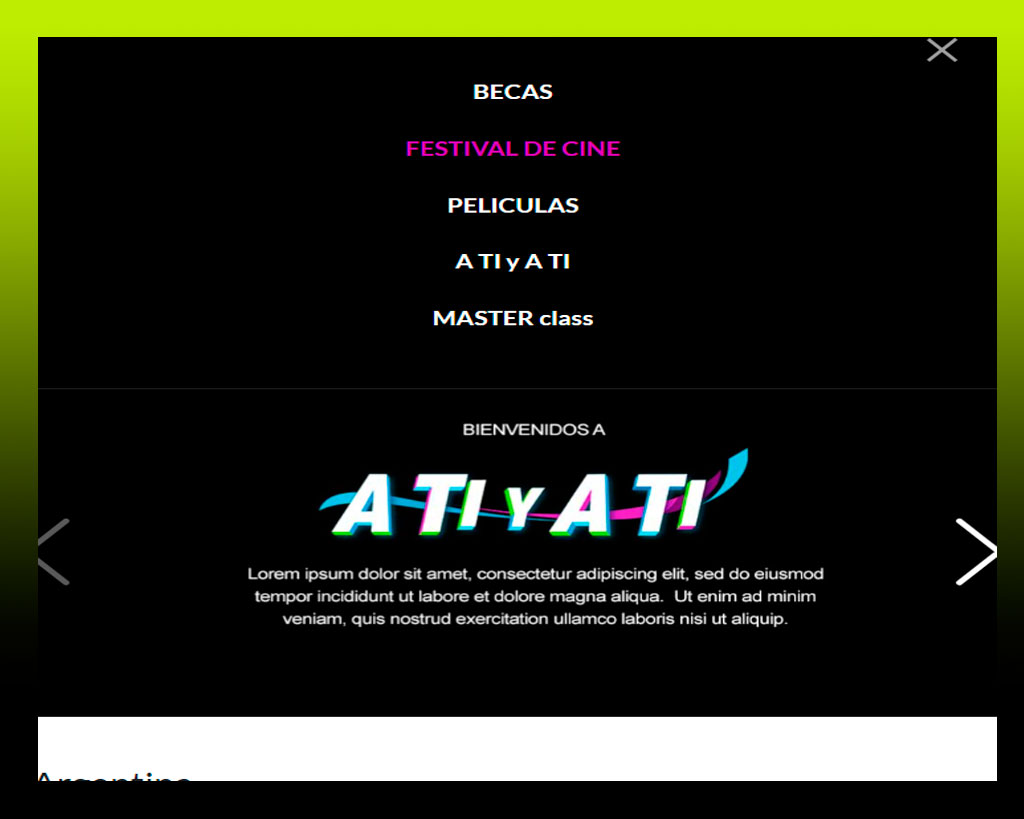 BECAS
FESTIVAL DE CINE
PELICULAS
A TI y A TI
MASTER class
BIENVENIDOS A
A TI Y A TI
Lorem ipsum dolor sit amet, consectetur adipiscing elit, sed do eiusmod
tempor incididunt ut labore et dolore magna aliqua.  Ut enim ad minim
veniam, quis nostrud exercitation ullamco laboris nisi ut aliquip.
Argentina